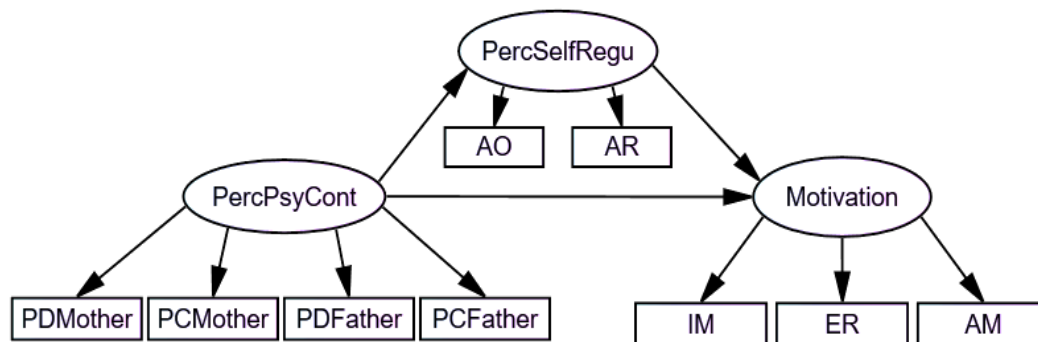 PercSelfRegu
AO
AR
PercPsyCont
Motivation
PDMother
PCMother
PDFather
PCFather
IM
ER
AM